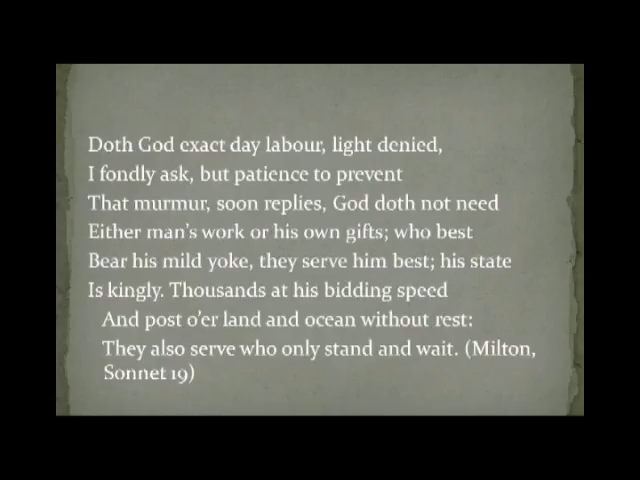 Doth God exact day labour, light denied,
I fondly ask, but patience to prevent
That murmur, soon replies, God doth not need
Either man's work or his own gifts; who best
Bear his mild yoke, they serve him best; his state
Is kingly. Thousands at his bidding speed
And post o'er land and ocean without rest:
They also serve who only stand and wait. (Milton,
Sonnet 19)